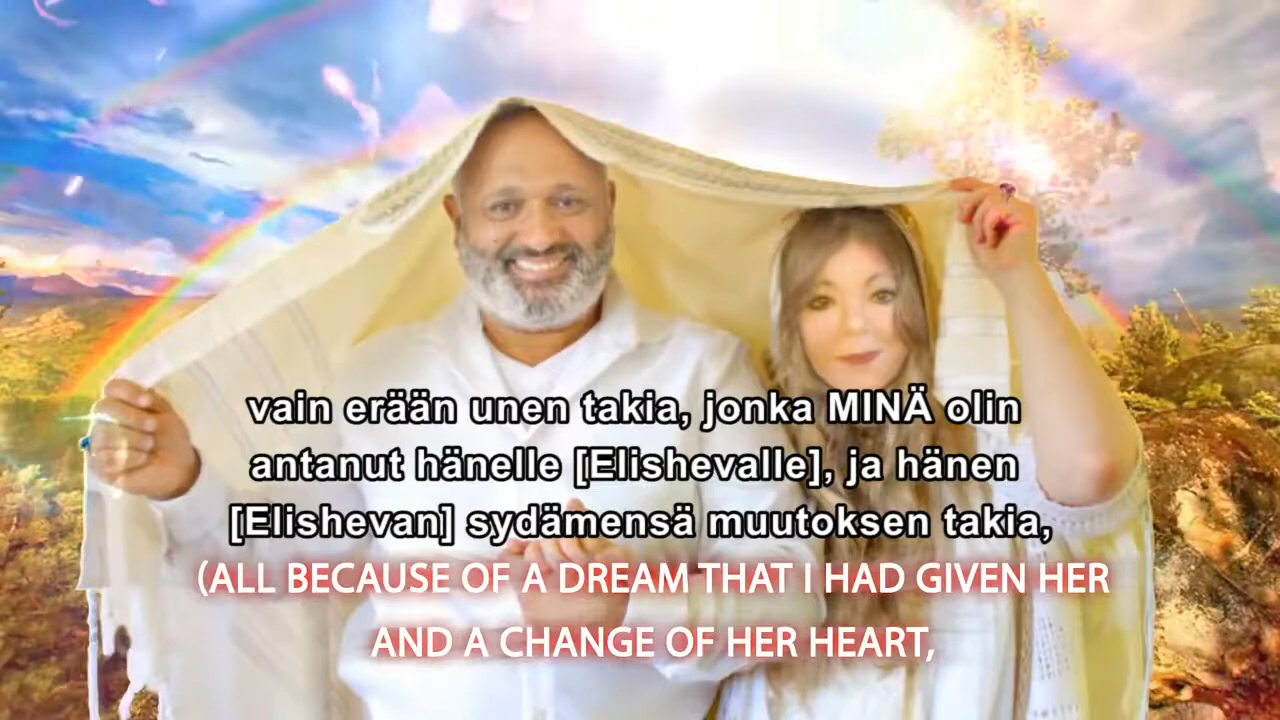 vain erään unen takia, jonka MINÄ olin
antanut hänelle [Elishevalle], ja hänen
[Elishevan] sydämensä muutoksen takia,
(ALL BECAUSE OF A DREAM THAT I HAD GIVEN HER
AND A CHANGE OF HER HEART,